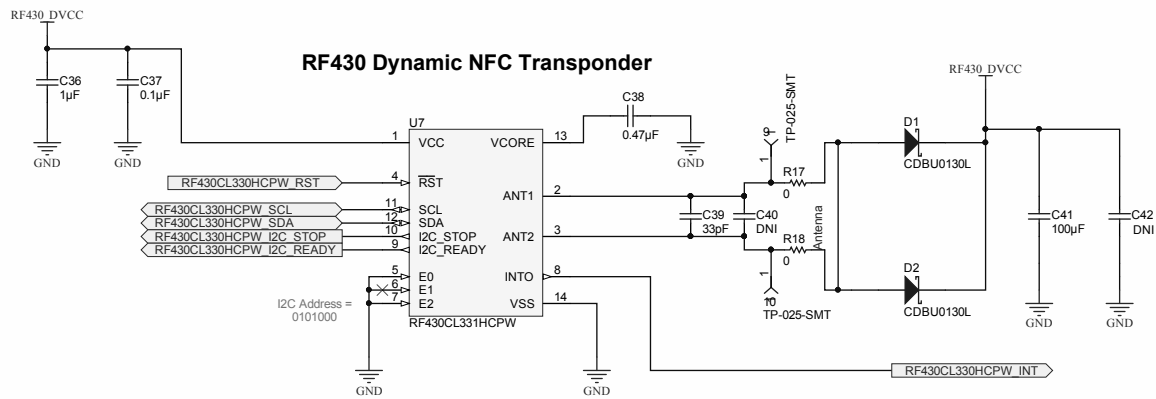 RF430_DVCC
RF430 Dynamic NFC Transponder
C36
1µF
C37
0.1µF
GND
GND
U7
1
VCC
4
RST
11
SCL
12
SDA
10
I2C_STOP
9
I2C_READY
5
E0
6
E1
7
E2
VCORE
13
ANT1
2
ANT2
3
INTO
8
VSS
14
RF430CL331HCPW
RF430CL330HCPW_RST
RF430CL330HCPW_SCL
RF430CL330HCPW_SDA
RF430CL330HCPW_I2C_STOP
RF430CL330HCPW_I2C_READY
I2C Address =
0101000
GND
GND
C38
0.47µF
GND
C39
33pF
C40
DNI
9
1
TP-025-SMT
R17
0
R18
0
Antenna
1
10
TP-025-SMT
D1
CDBU0130L
D2
CDBU0130L
RF430_DVCC
C41
100µF
GND
C42
DNI
GND
RF430CL330HCPW_INT